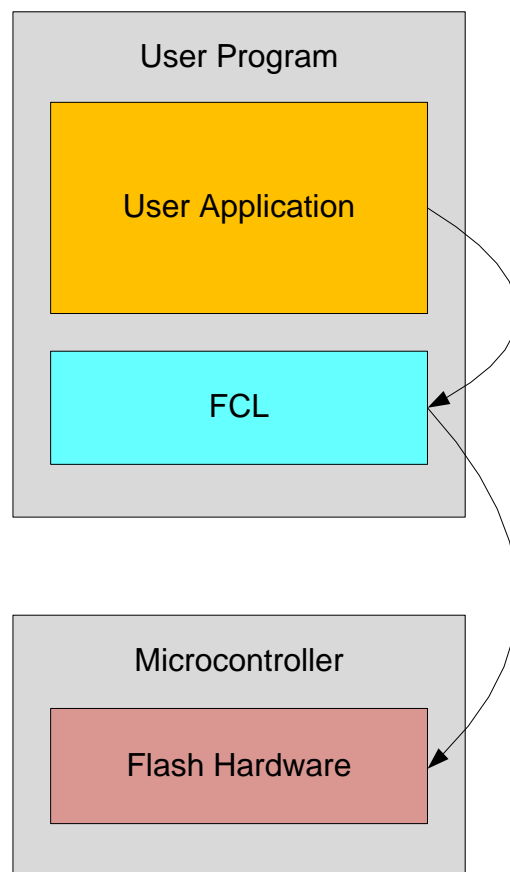 User Program
User Application
FCL
Microcontroller
Flash Hardware